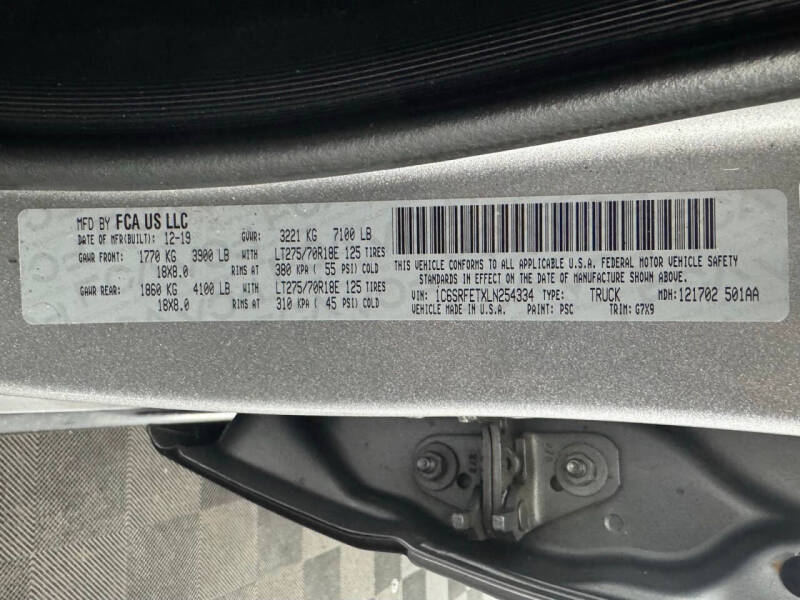 MFD BY FCA US LLC
DATE OF MFR(BUILT): 12-19 GVWR: 3221 KG 7100 LB
GAWR FRONT: 1770 KG 3900 LB WITH LT275/70R18E 125 TIRES
18X8.0 RIMS AT 380 KPA ( 55 PSI) COLD
GAWR REAR: 1860 KG 4100 LB WITH LT275/70R18E 125 TIRES
18X8.0 RIMS AT 310 KPA ( 45 PSI) COLD
THIS VEHICLE CONFORMS TO ALL APPLICABLE U.S.A. FEDERAL MOTOR VEHICLE SAFETY
STANDARDS IN EFFECT ON THE DATE OF MANUFACTURE SHOWN ABOVE.
VIN: 1C6SRFETXLN254334 TYPE: TRUCK MDH: 121702 501AA
VEHICLE MADE IN U.S.A. PAINT: PSC TRIM: G7X9